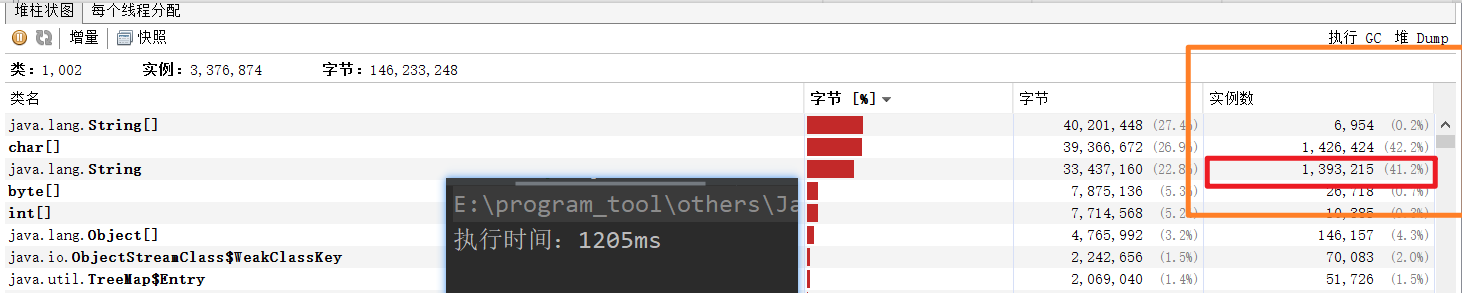 堆柱状图 每个线程分配
增量 快照 执行 GC 堆 Dump
类：1,002 实例：3,376,874 字节：146,233,248
类名 字节 [%] 字节 实例数
java.lang.String[] 40,201,448 (27.4%) 6,954 (0.2%)
char[] 39,366,672 (26.9%) 1,426,424 (42.2%)
java.lang.String 33,437,160 (22.8%) 1,393,215 (41.2%)
byte[] 7,875,136 (5.3%) 26,718 (0.7%)
int[] 7,714,568 (5.2%) 10,385 (0.3%)
java.lang.Object[] 4,765,992 (3.2%) 146,157 (4.3%)
java.io.ObjectStreamClass$WeakClassKey 2,242,656 (1.5%) 70,083 (2.0%)
java.util.TreeMap$Entry 2,069,040 (1.4%) 51,726 (1.5%)
E:\program_tool\others\Ja
执行时间：1205ms